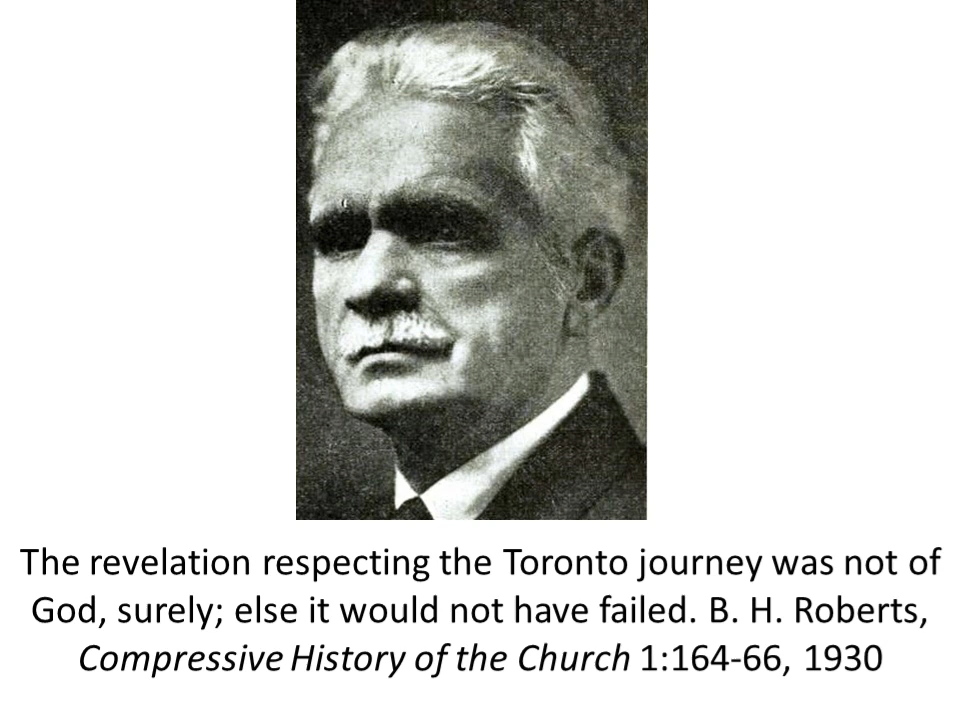 The revelation respecting the Toronto journey was not of
God, surely; else it would not have failed. B. H. Roberts,
Compressive History of the Church 1:164-66, 1930